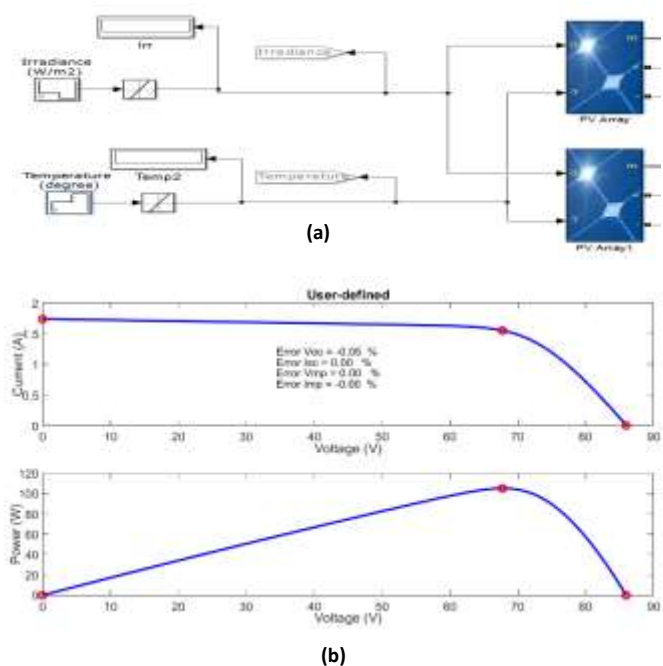 Irr
Irradiance
Irradiance
(W/m2)
PV Array
Temp2
Temperature
Temperature
(degree)
PV Array1
(a)
User-defined
Current (A)
2
1.5
1
0.5
0
Error Voc = -0.05 %
Error Isc = 0.00 %
Error Vmp = 0.00 %
Error Imp = -0.00 %
0 10 20 30 40 50 60 70 80 90
Voltage (V)
Power (W)
120
100
80
60
40
20
0
0 10 20 30 40 50 60 70 80 90
Voltage (V)
(b)